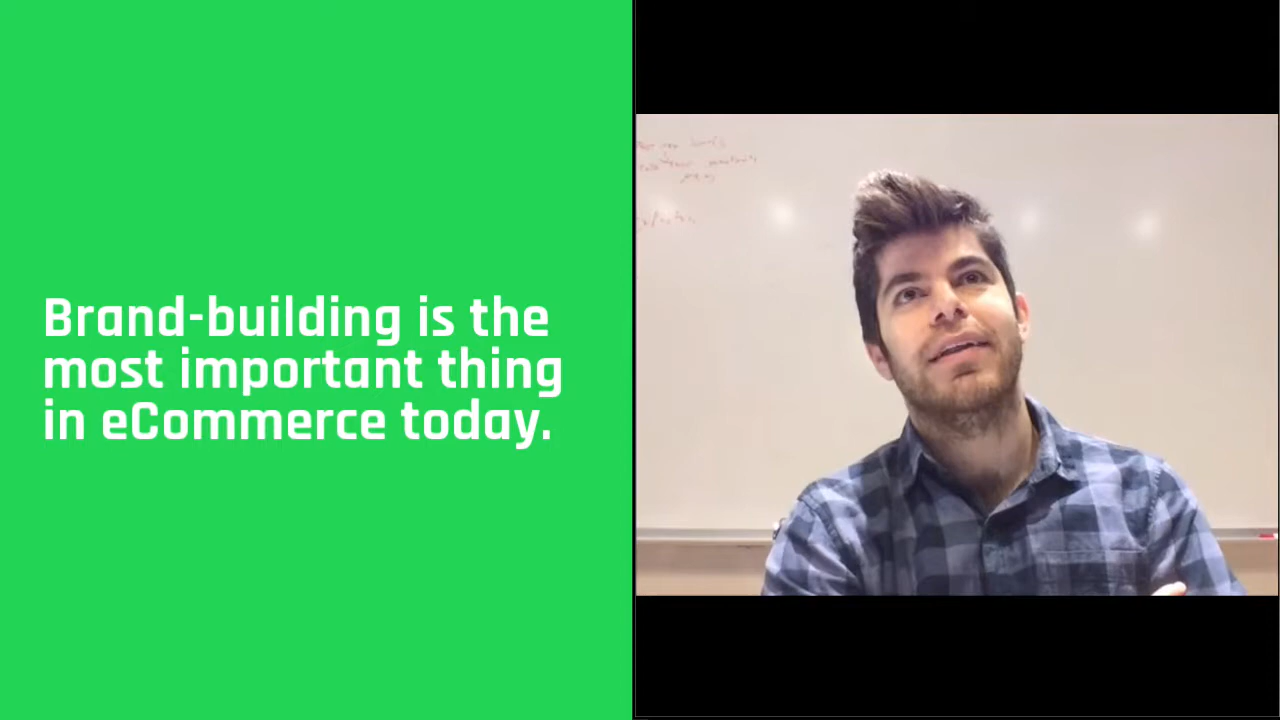 Brand-building is the
most important thing
in eCommerce today.